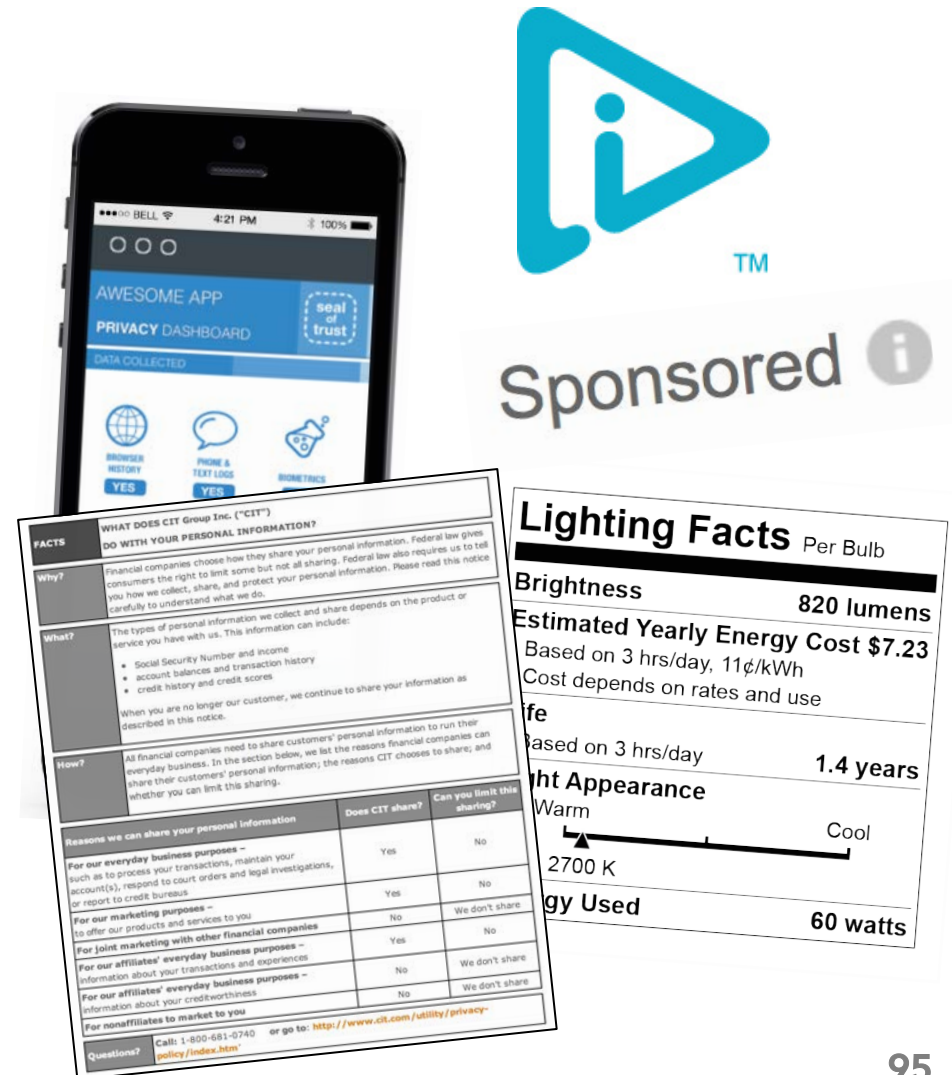 BELL
4:21 PM
100%
AWESOME APP
PRIVACY DASHBOARD
seal
of
trust
DATA COLLECTED
BROWSER
HISTORY
YES
PHONE &
TEXT LOGS
YES
BIOMETRICS
i
TM
Sponsored i
FACTS
WHAT DOES CIT Group Inc. ("CIT")
DO WITH YOUR PERSONAL INFORMATION?
Why?
Financial companies choose how they share your personal information. Federal law gives
consumers the right to limit some but not all sharing. Federal law also requires us to tell
you how we collect, share, and protect your personal information. Please read this notice
carefully to understand what we do.
What?
The types of personal information we collect and share depends on the product or
service you have with us. This information can include:
• Social Security Number and income
• account balances and transaction history
• credit history and credit scores
When you are no longer our customer, we continue to share your information as
described in this notice.
How?
All financial companies need to share customers' personal information to run their
everyday business. In the section below, we list the reasons financial companies can
share their customers' personal information; the reasons CIT chooses to share; and
whether you can limit this sharing.
Reasons we can share your personal information
Does CIT share?
Can you limit this
sharing?
For our everyday business purposes –
such as to process your transactions, maintain your
account(s), respond to court orders and legal investigations,
or report to credit bureaus
Yes
No
For our marketing purposes –
to offer our products and services to you
Yes
No
For joint marketing with other financial companies
No
We don't share
For our affiliates' everyday business purposes –
information about your transactions and experiences
Yes
No
For our affiliates' everyday business purposes –
information about your creditworthiness
No
We don't share
For nonaffiliates to market to you
No
We don't share
Questions?
Call: 1-800-681-0740 or go to: http://www.cit.com/utility/privacy-
policy/index.htm'
Lighting Facts Per Bulb
Brightness 820 lumens
Estimated Yearly Energy Cost $7.23
Based on 3 hrs/day, 11¢/kWh
Cost depends on rates and use
ife
Based on 3 hrs/day 1.4 years
ht Appearance
Warm Cool
2700 K
gy Used 60 watts
95